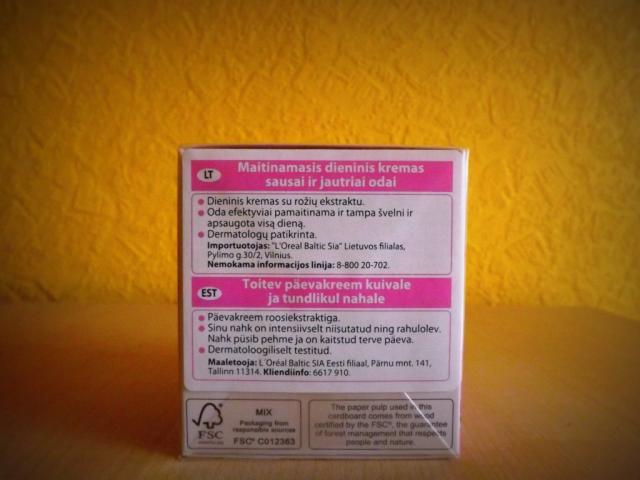 LT
Maitinamasis dieninis kremas
sausai ir jautriai odai
Dieninis kremas su rožių ekstraktu.
Oda efektyviai pamaitinama ir tampa švelni ir
apsaugota visą dieną.
Dermatologų patikrinta.
Importuotojas: "L'Oreal Baltic Sia" Lietuvos filialas,
Pylimo g.30/2, Vilnius.
Nemokama informacijos linija: 8-800 20-702.
EST
Toitev päevakreem kuivale
ja tundlikul nahale
Päevakreem roosiekstraktiga.
Sinu nahk on intensiivselt niisutatud ning rahulolev.
Nahk püsib pehme ja on kaitstud terve päeva.
Dermatoloogiliselt testitud.
Maaletooja: L´Oréal Baltic SIA Eesti filiaal, Pärnu mnt. 141,
Tallinn 11314. Kliendiinfo: 6617 910.
FSC
MIX
Packaging from
responsible sources
FSC® C012363
The paper pulp used in this
cardboard comes from wood
certified by the FSC®, the guarantee
of forest management that respects
people and nature.